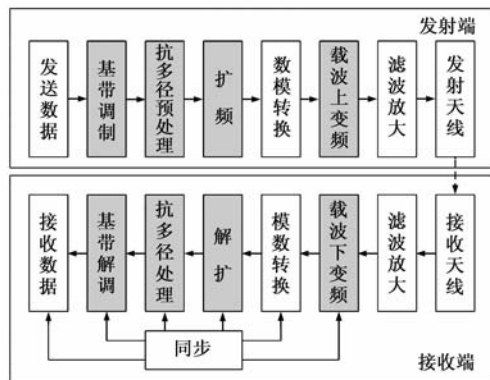 发射端
发送数据
基带调制
抗多径预处理
扩频
数模转换
载波上变频
滤波放大
发射天线
接收数据
基带解调
抗多径处理
解扩
模数转换
载波下变频
滤波放大
接收天线
同步
接收端